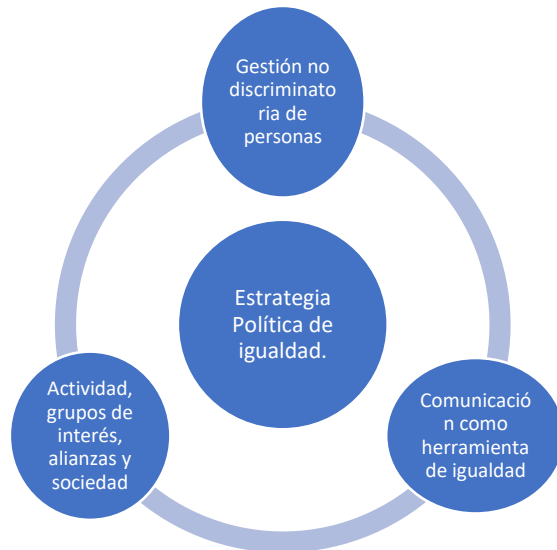 Gestión no
discriminato
ria de
personas
Estrategia
Política de
igualdad.
Actividad,
grupos de
interés,
alianzas y
sociedad
Comunicació
n como
herramienta
de igualdad